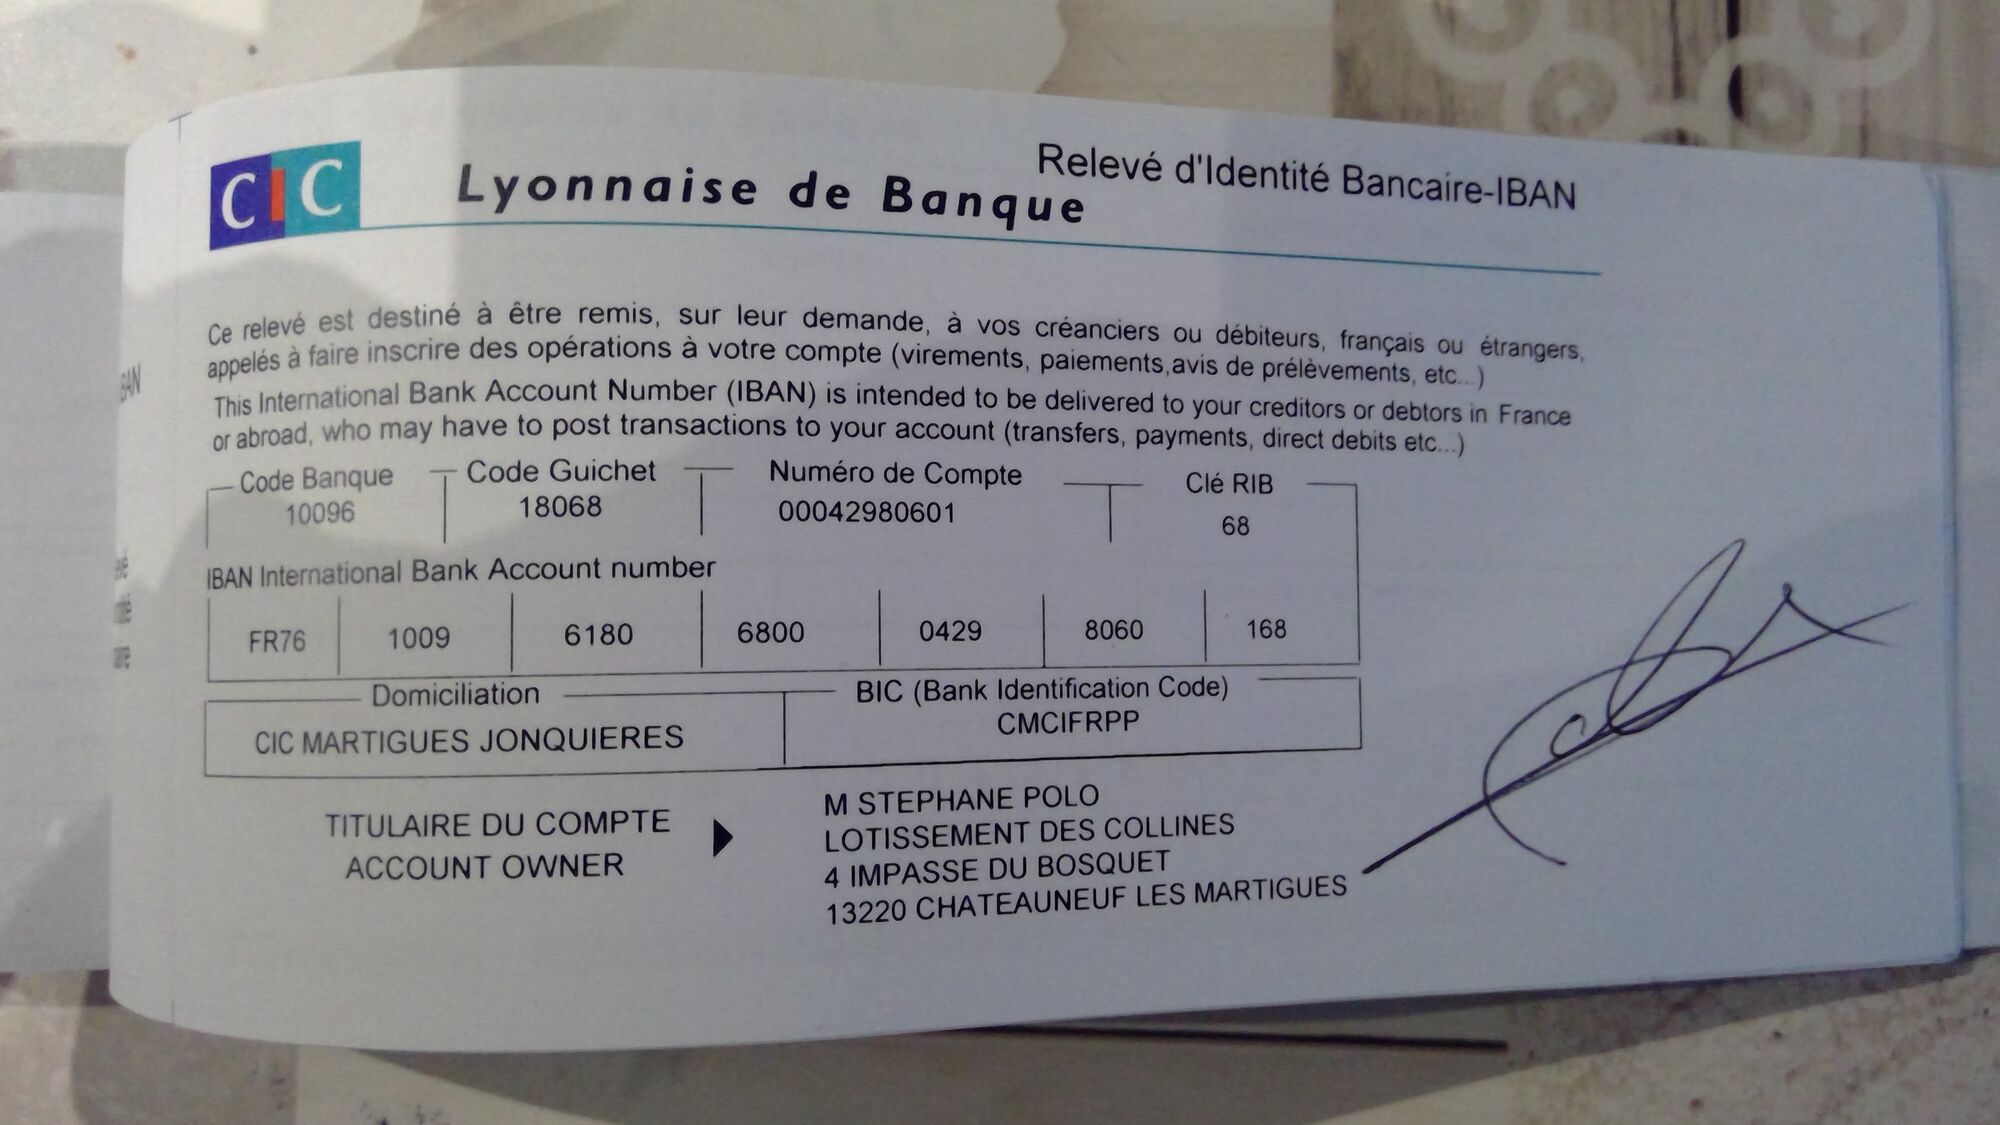 CIC Lyonnaise de Banque
Relevé d'Identité Bancaire-IBAN
Ce relevé est destiné à être remis, sur leur demande, à vos créanciers ou débiteurs, français ou étrangers,
appelés à faire inscrire des opérations à votre compte (virements, paiements,avis de prélèvements, etc...)
This International Bank Account Number (IBAN) is intended to be delivered to your creditors or debtors in France
or abroad, who may have to post transactions to your account (transfers, payments, direct debits etc...)
Code Banque Code Guichet Numéro de Compte Clé RIB
10096 18068 00042980601 68
IBAN International Bank Account number
FR76 1009 6180 6800 0429 8060 168
Domiciliation BIC (Bank Identification Code)
CIC MARTIGUES JONQUIERES CMCIFRPP
TITULAIRE DU COMPTE
ACCOUNT OWNER
M STEPHANE POLO
LOTISSEMENT DES COLLINES
4 IMPASSE DU BOSQUET
13220 CHATEAUNEUF LES MARTIGUES